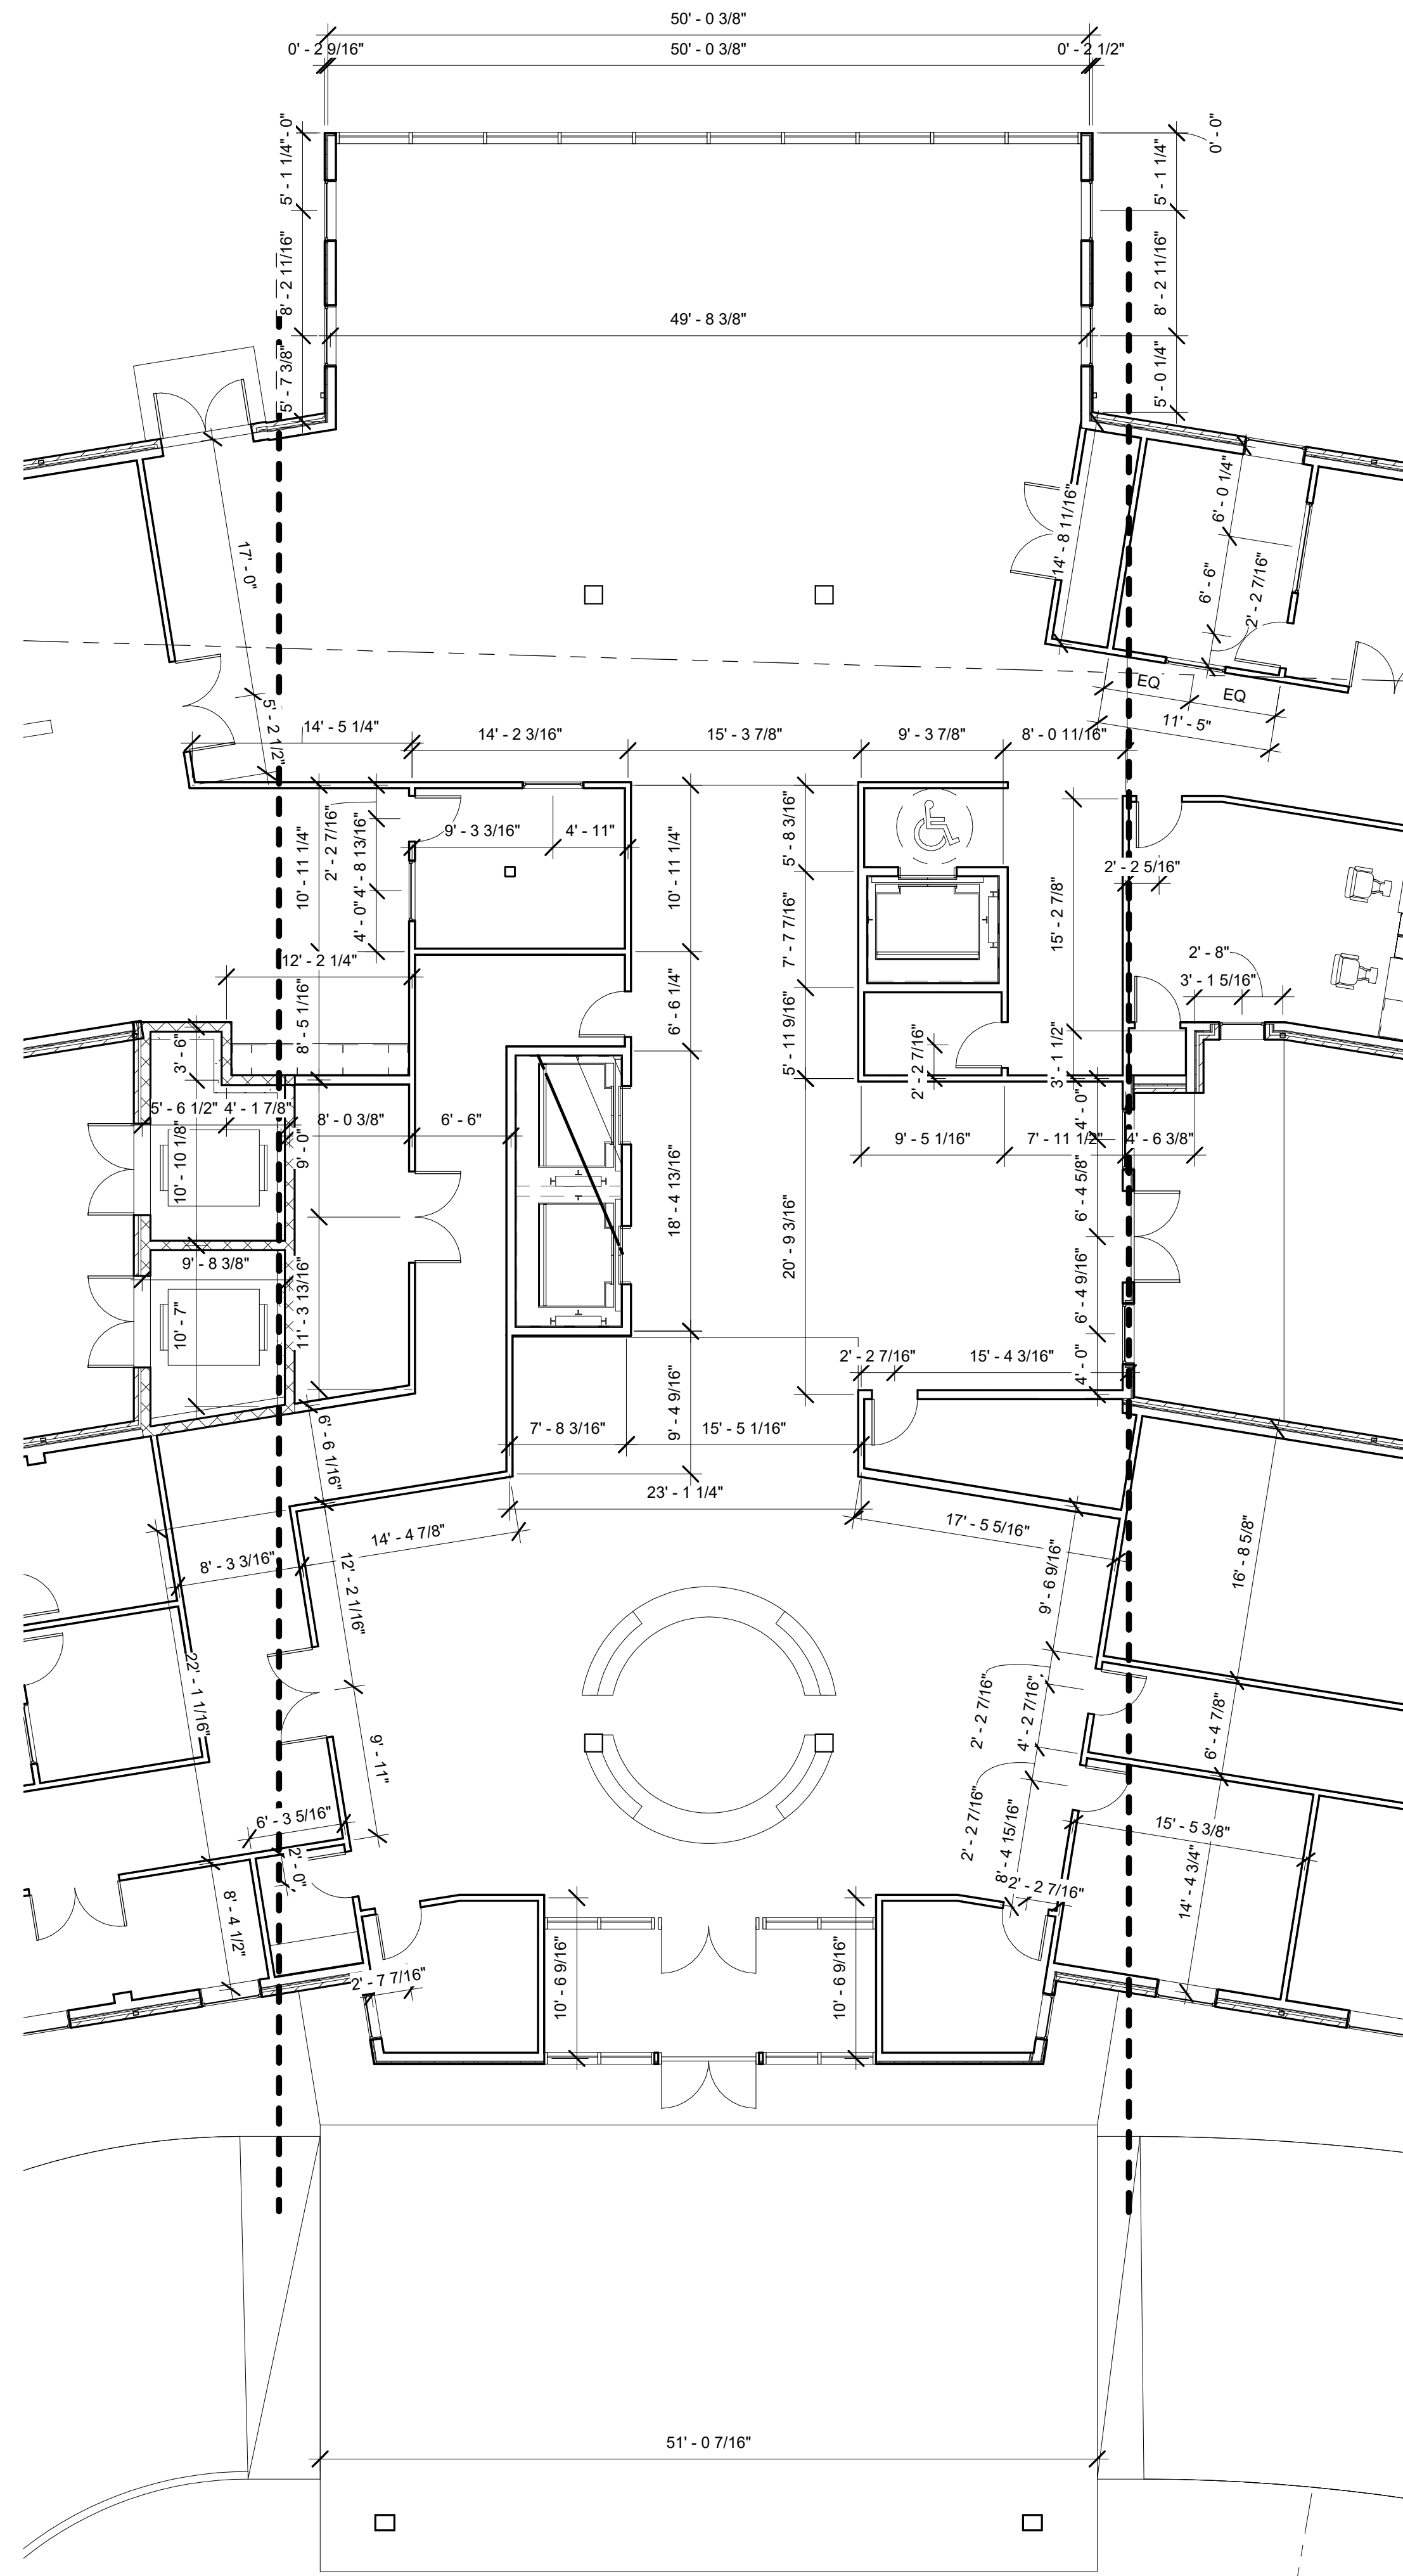 50' - 0 3/8"
0' - 2 9/16"
50' - 0 3/8"
0' - 2 1/2"
0' - 0"
5' - 1 1/4"
5' - 1 1/4"
0' - 0"
8' - 2 11/16"
8' - 2 11/16"
49' - 8 3/8"
5' - 7 3/8"
5' - 0 1/4"
17' - 0"
14' - 8 11/16"
6' - 0 1/4"
6' - 6"
2' - 2 7/16"
EQ
EQ
11' - 5"
5' - 2 1/2"
14' - 5 1/4"
14' - 2 3/16"
15' - 3 7/8"
9' - 3 7/8"
8' - 0 11/16"
10' - 11 1/4"
2' - 2 7/16"
4' - 8 13/16"
4' - 0"
9' - 3 3/16"
4' - 11"
10' - 11 1/4"
5' - 8 3/16"
7' - 7 7/16"
15' - 2 7/8"
2' - 2 5/16"
2' - 8"
3' - 1 5/16"
12' - 2 1/4"
8' - 5 1/16"
6' - 6 1/4"
5' - 11 9/16"
2' - 2 7/16"
3' - 1 1/2"
3' - 6"
5' - 6 1/2"
4' - 1 7/8"
8' - 0 3/8"
6' - 6"
9' - 0"
10' - 10 1/8"
18' - 4 13/16"
20' - 9 3/16"
9' - 5 1/16"
7' - 11 1/2"
4' - 6 3/8"
4' - 0"
6' - 4 5/8"
9' - 8 3/8"
10' - 7"
11' - 3 13/16"
6' - 4 9/16"
4' - 0"
2' - 2 7/16"
15' - 4 3/16"
9' - 4 9/16"
6' - 6 1/16"
7' - 8 3/16"
15' - 5 1/16"
23' - 1 1/4"
14' - 4 7/8"
8' - 3 3/16"
12' - 2 1/16"
17' - 5 5/16"
9' - 6 9/16"
16' - 8 5/8"
22' - 1 1/16"
9' - 11"
2' - 2 7/16"
4' - 2 7/16"
6' - 4 7/8"
6' - 3 5/16"
2' - 0"
2' - 2 7/16"
8' - 4 15/16"
15' - 5 3/8"
2' - 2 7/16"
14' - 4 3/4"
8' - 4 1/2"
2' - 7 7/16"
10' - 6 9/16"
10' - 6 9/16"
51' - 0 7/16"